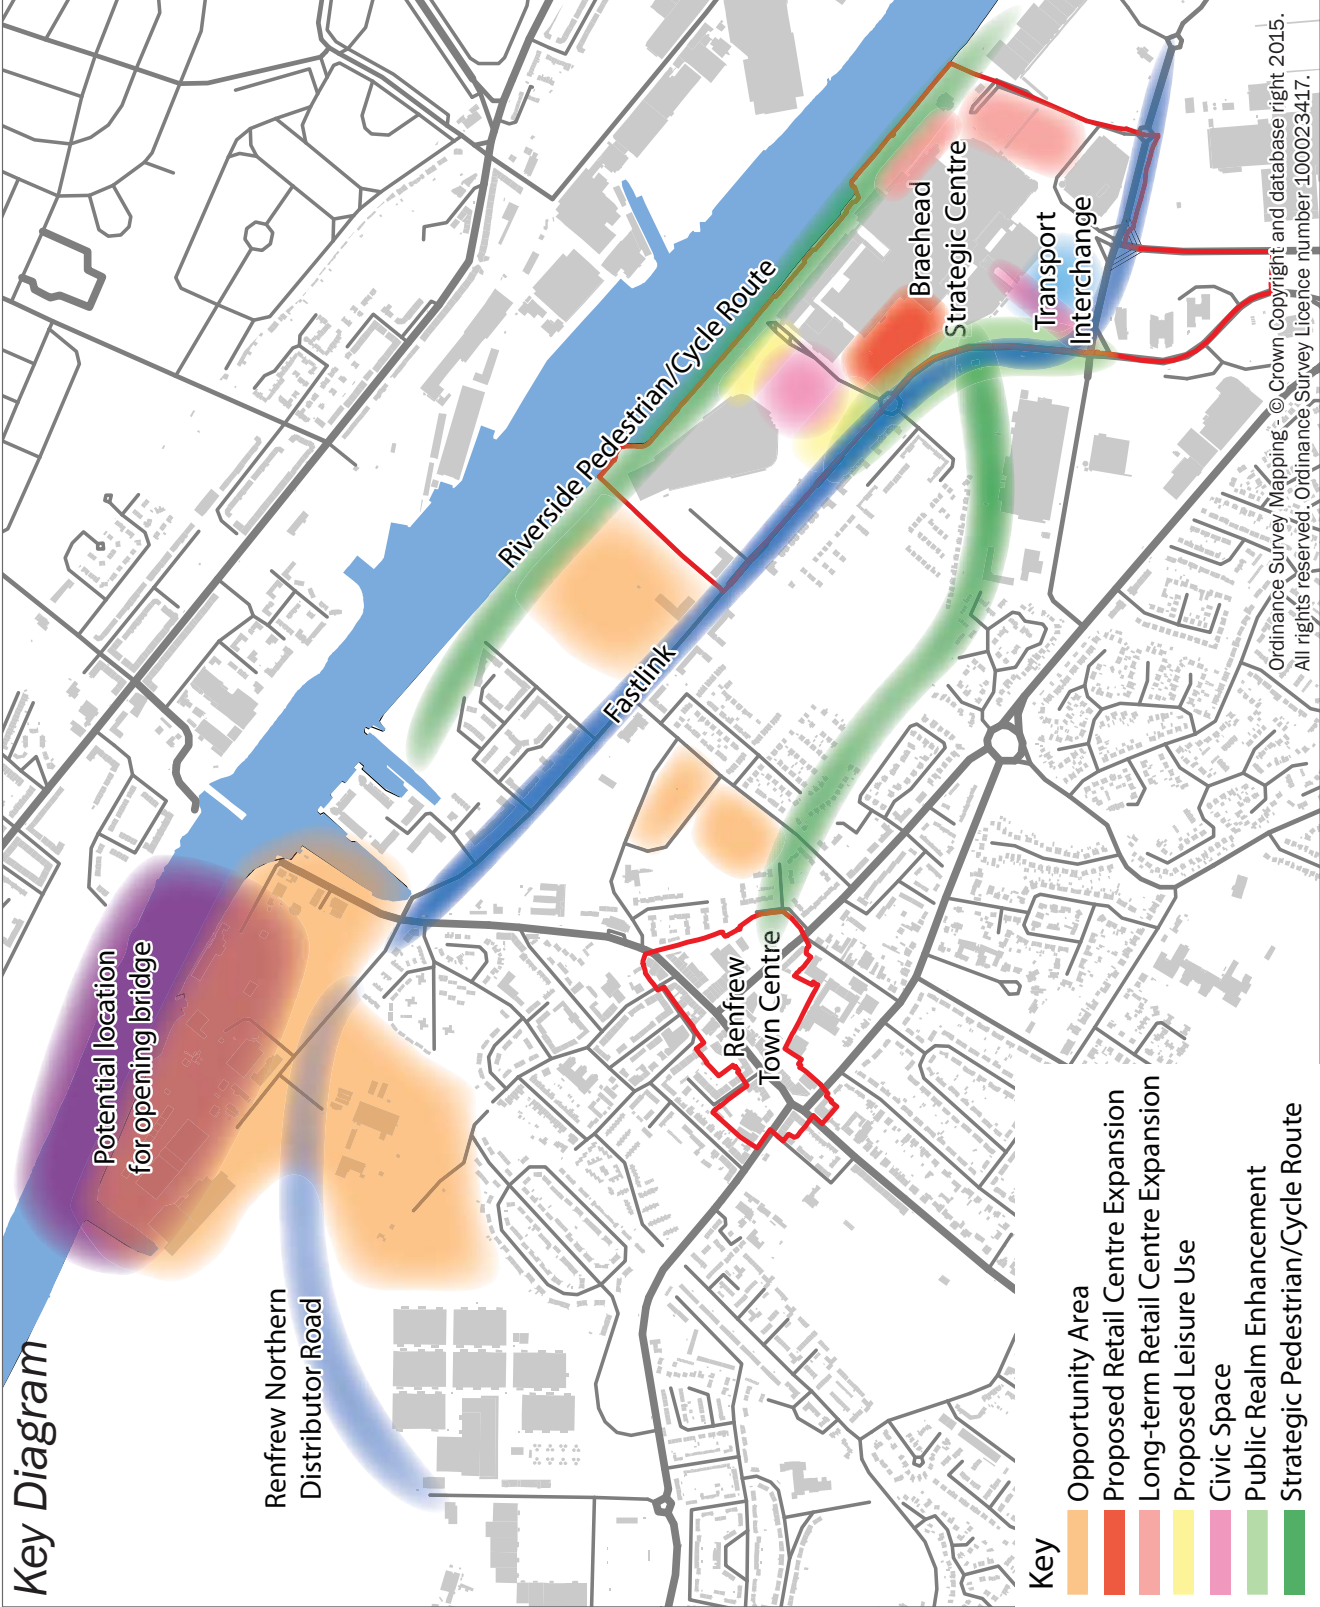 Key Diagram
Potential location
for opening bridge
Renfrew Northern
Distributor Road
Riverside Pedestrian/Cycle Route
Fastlink
Renfrew
Town Centre
Braehead
Strategic Centre
Transport
Interchange
Key
Opportunity Area
Proposed Retail Centre Expansion
Long-term Retail Centre Expansion
Proposed Leisure Use
Civic Space
Public Realm Enhancement
Strategic Pedestrian/Cycle Route
Ordinance Survey Mapping - © Crown Copyright and database right 2015.
All rights reserved. Ordinance Survey Licence number 100023417.